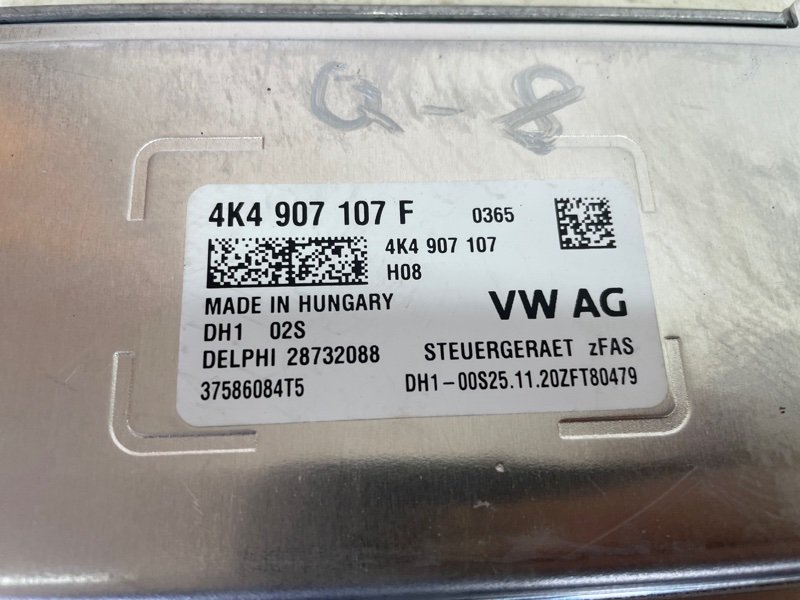 Q-8
4K4 907 107 F 0365
4K4 907 107
H08
MADE IN HUNGARY VW AG
DH1 02S
DELPHI 28732088 STEUERGERAET zFAS
37586084T5 DH1-00S25.11.20ZFT80479